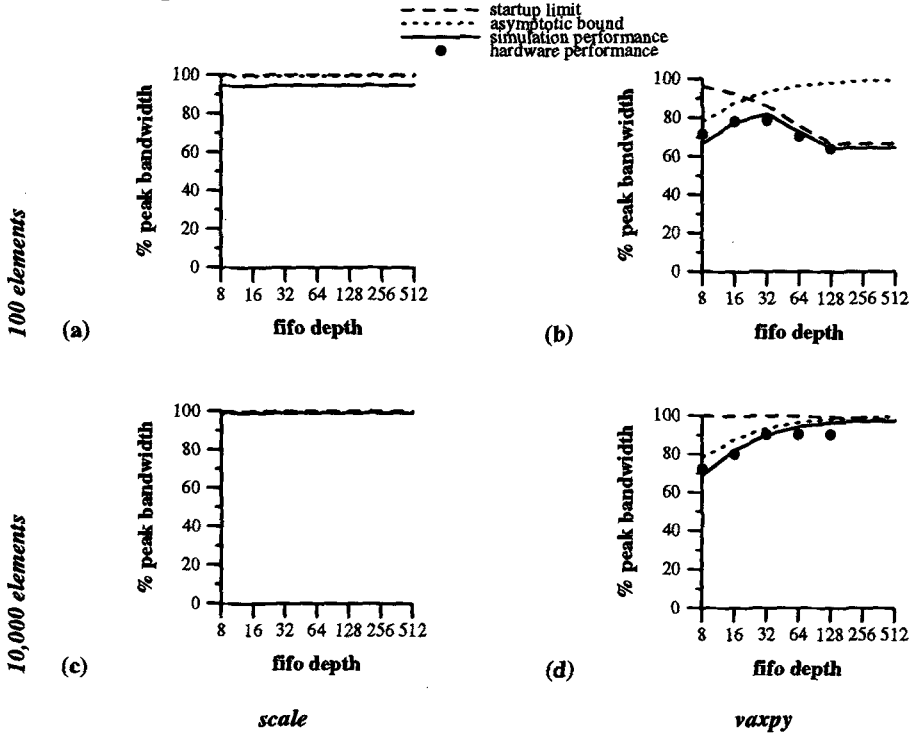 startup limit
asymptotic bound
simulation performance
hardware performance
100 elements
% peak bandwidth
100
80
60
40
20
0
8 16 32 64 128 256 512
fifo depth
(a)
% peak bandwidth
100
80
60
40
20
0
8 16 32 64 128 256 512
fifo depth
(b)
10,000 elements
% peak bandwidth
100
80
60
40
20
0
8 16 32 64 128 256 512
fifo depth
(c)
% peak bandwidth
100
80
60
40
20
0
8 16 32 64 128 256 512
fifo depth
(d)
scale
vaxpy